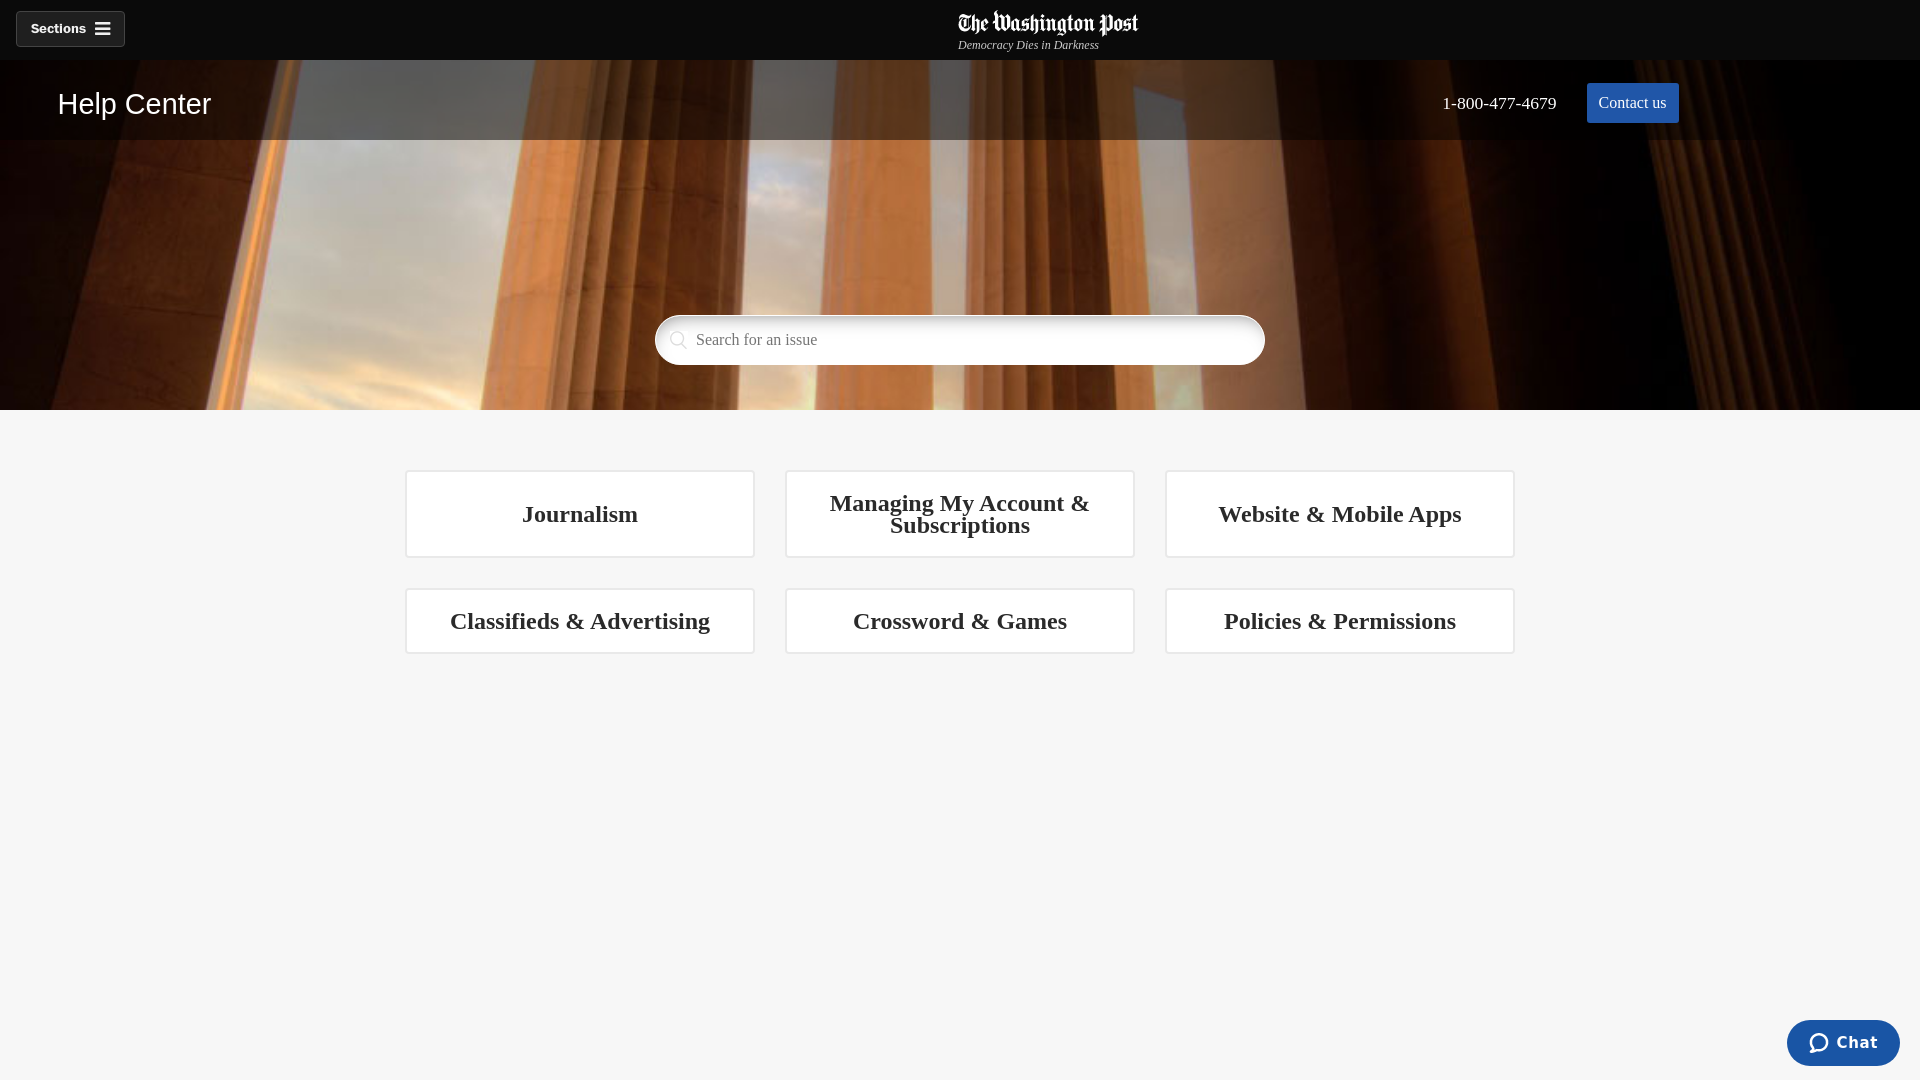 Sections
The Washington Post
Democracy Dies in Darkness
Help Center
1-800-477-4679
Contact us
Search for an issue
Journalism
Managing My Account &
Subscriptions
Website & Mobile Apps
Classifieds & Advertising
Crossword & Games
Policies & Permissions
Chat